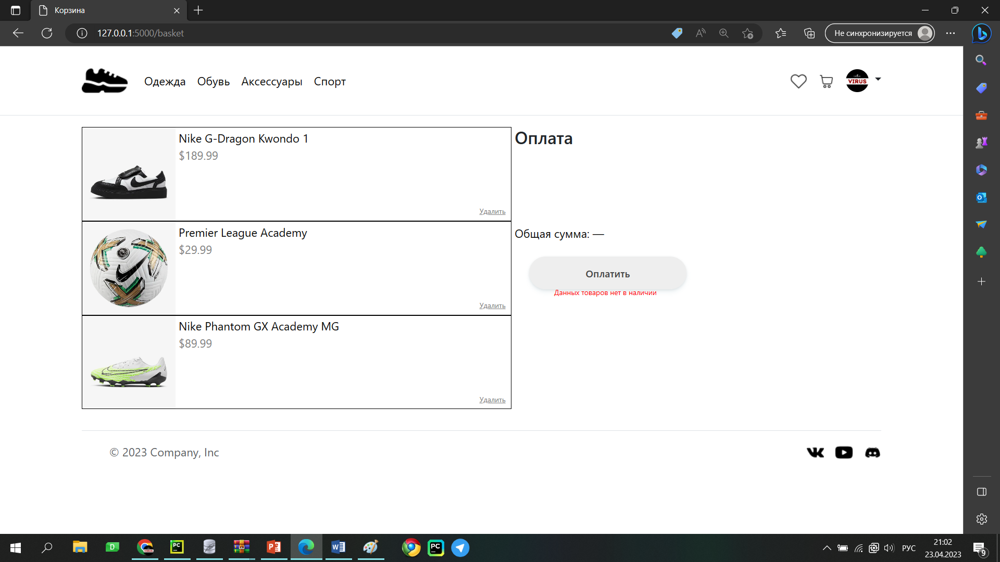 Корзина
127.0.0.1:5000/basket
Не синхронизируется
Одежда Обувь Аксессуары Спорт
VIRUS
Nike G-Dragon Kwondo 1
$189.99
Удалить
Оплата
Premier League Academy
$29.99
Удалить
Общая сумма: —
Оплатить
Данных товаров нет в наличии
Nike Phantom GX Academy MG
$89.99
Удалить
© 2023 Company, Inc
РУС
21:02
23.04.2023
9